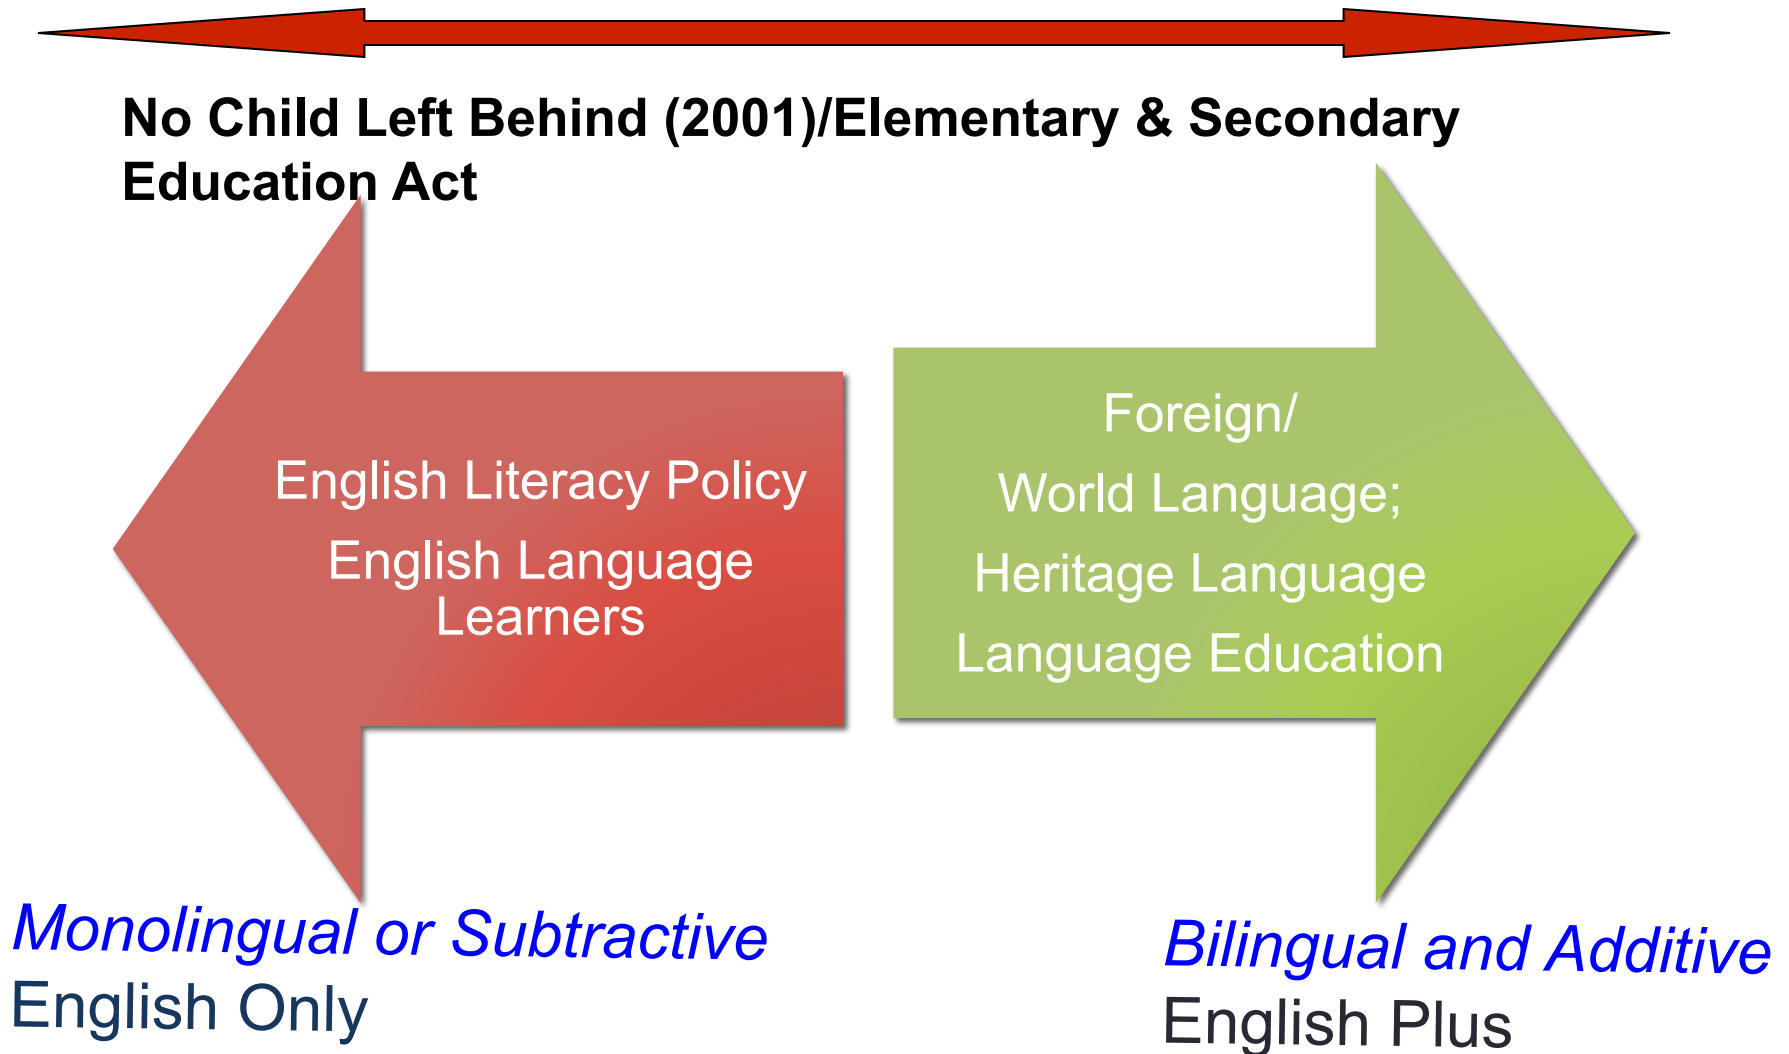 No Child Left Behind (2001)/Elementary & Secondary
Education Act
English Literacy Policy
English Language
Learners
Foreign/
World Language;
Heritage Language
Language Education
Monolingual or Subtractive
English Only
Bilingual and Additive
English Plus